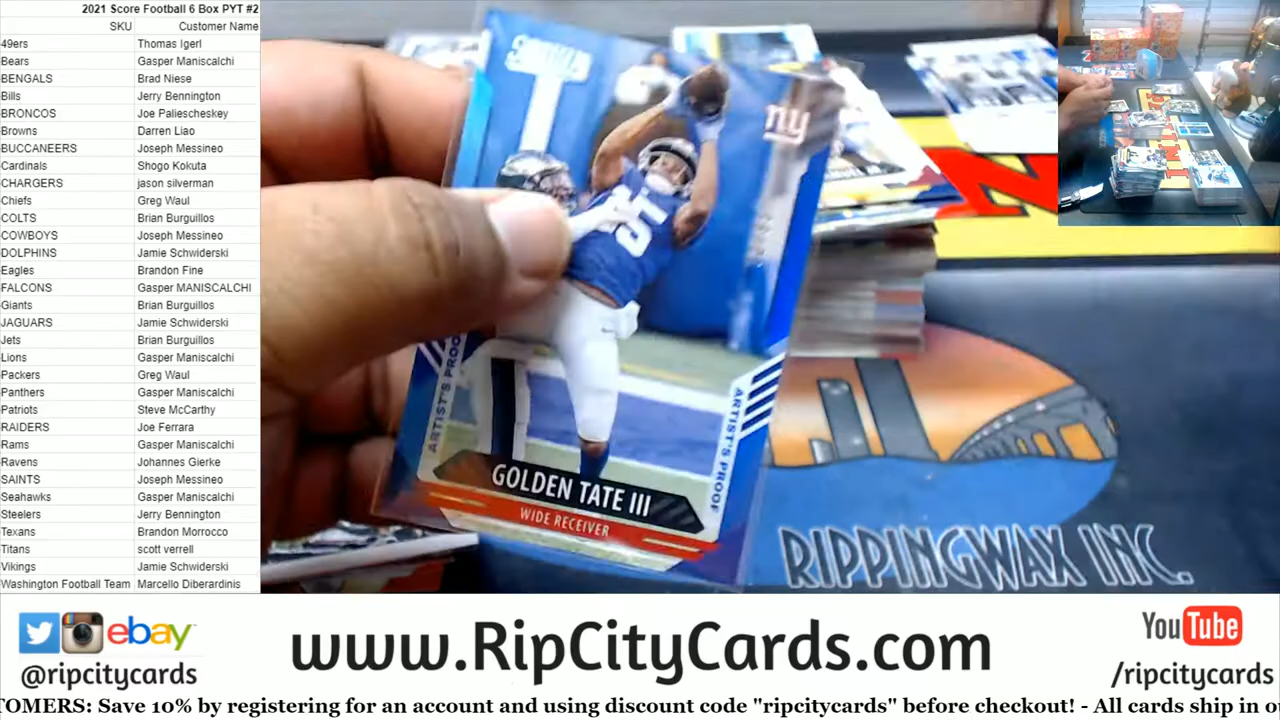 2021 Score Football 6 Box PYT #2
SKU Customer Name
49ers Thomas Igerl
Bears Gasper Maniscalchi
BENGALS Brad Niese
Bills Jerry Bennington
BRONCOS Joe Paliescheskey
Browns Darren Liao
BUCCANEERS Joseph Messineo
Cardinals Shogo Kokuta
CHARGERS jason silverman
Chiefs Greg Waul
COLTS Brian Burguillos
COWBOYS Joseph Messineo
DOLPHINS Jamie Schwiderski
Eagles Brandon Fine
FALCONS Gasper MANISCALCHI
Giants Brian Burguillos
JAGUARS Jamie Schwiderski
Jets Brian Burguillos
Lions Gasper Maniscalchi
Packers Greg Waul
Panthers Gasper Maniscalchi
Patriots Steve McCarthy
RAIDERS Joe Ferrara
Rams Gasper Maniscalchi
Ravens Johannes Gierke
SAINTS Joseph Messineo
Seahawks Gasper Maniscalchi
Steelers Jerry Bennington
Texans Brandon Morrocco
Titans scott verrell
Vikings Jamie Schwiderski
Washington Football Team Marcello Diberardinis
ny
ARTIST'S PROO
ARTIST'S PROOF
GOLDEN TATE III
WIDE RECEIVER
RIPPINGWAX INC.
ebay
@ripcitycards
www.RipCityCards.com
YouTube
/ripcitycards
TOMERS: Save 10% by registering for an account and using discount code "ripcitycards" before checkout! - All cards ship in o